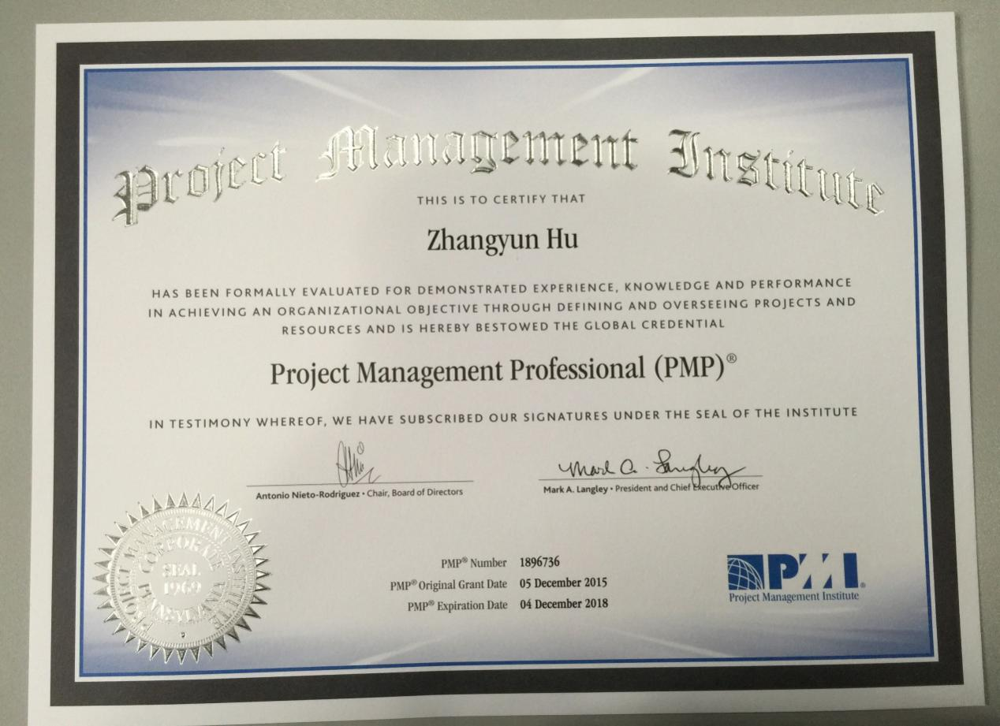 Project Management Institute
THIS IS TO CERTIFY THAT
Zhangyun Hu
HAS BEEN FORMALLY EVALUATED FOR DEMONSTRATED EXPERIENCE, KNOWLEDGE AND PERFORMANCE
IN ACHIEVING AN ORGANIZATIONAL OBJECTIVE THROUGH DEFINING AND OVERSEEING PROJECTS AND
RESOURCES AND IS HEREBY BESTOWED THE GLOBAL CREDENTIAL
Project Management Professional (PMP)®
IN TESTIMONY WHEREOF, WE HAVE SUBSCRIBED OUR SIGNATURES UNDER THE SEAL OF THE INSTITUTE
Mark A. Langley
Antonio Nieto-Rodriguez • Chair, Board of Directors
Mark A. Langley • President and Chief Executive Officer
PROJECT MANAGEMENT INSTITUTE
CORPORATE
SEAL
1969
PENNSYLVANIA
PMP® Number 1896736
PMP® Original Grant Date 05 December 2015
PMP® Expiration Date 04 December 2018
PMI®
Project Management Institute